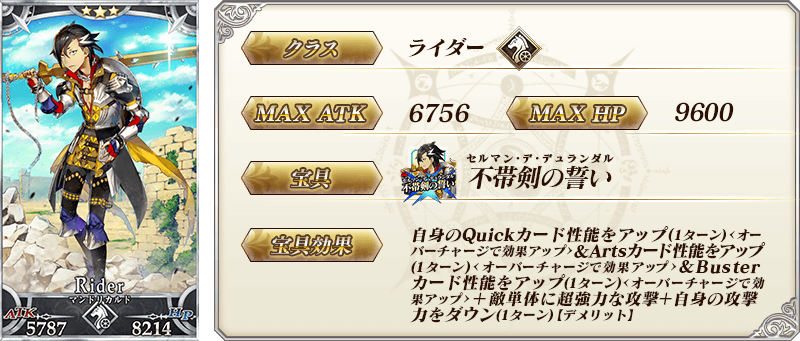 クラス
ライダー
MAX ATK
6756
MAX HP
9600
宝具
不帯剣の誓い
セルマン・デ・デュランダル
不帯剣の誓い
宝具効果
自身のQuickカード性能をアップ(1ターン)<オー
バーチャージで効果アップ>&Artsカード性能をアップ
(1ターン)<オーバーチャージで効果アップ>&Buster
カード性能をアップ(1ターン)<オーバーチャージで効
果アップ>+敵単体に超強力な攻撃+自身の攻撃
力をダウン(1ターン)【デメリット】
Rider
マンドリカルド
ATK
5787
HP
8214